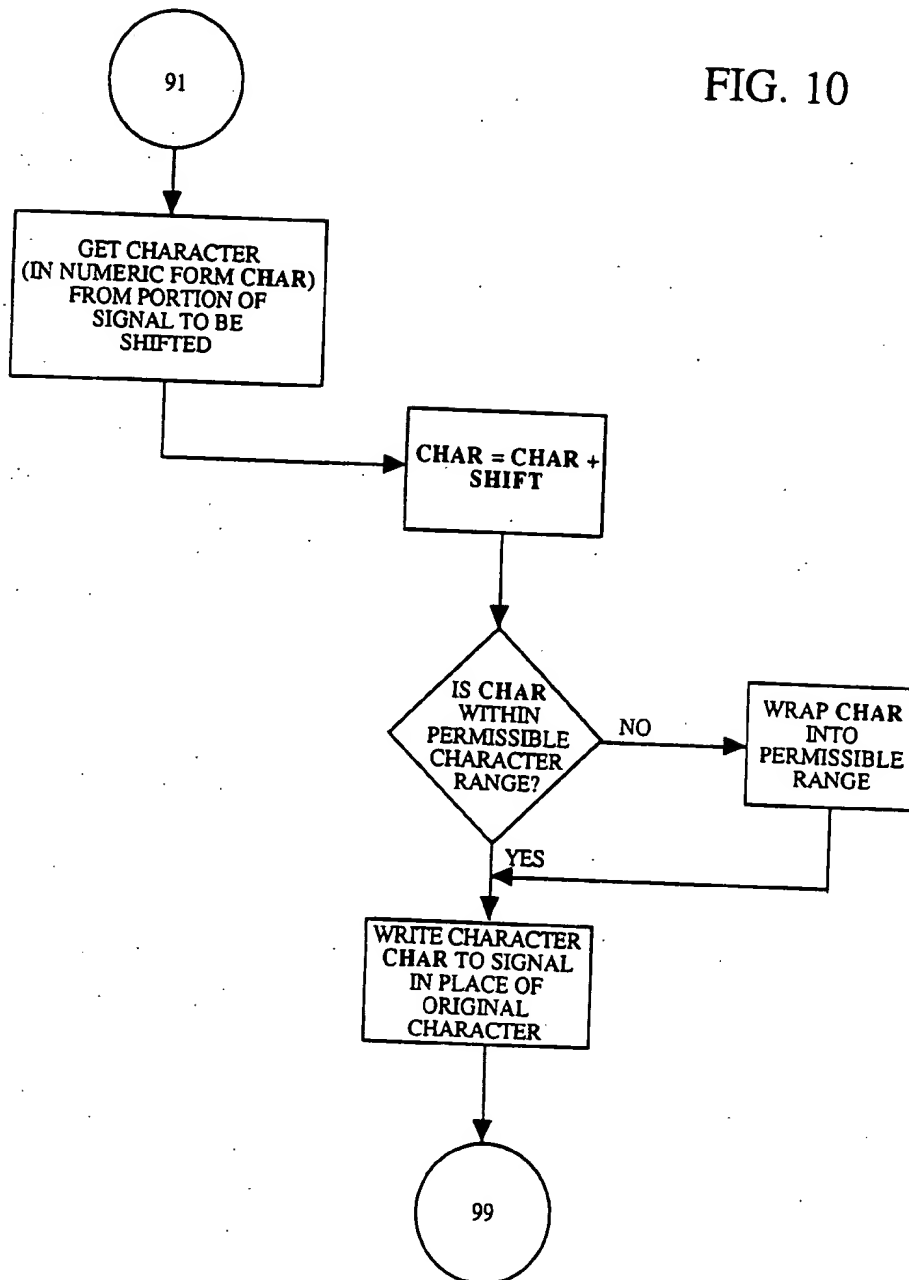 91
FIG. 10
GET CHARACTER
(IN NUMERIC FORM CHAR)
FROM PORTION OF
SIGNAL TO BE
SHIFTED
CHAR = CHAR +
SHIFT
IS CHAR
WITHIN
PERMISSIBLE
CHARACTER
RANGE?
NO
WRAP CHAR
INTO
PERMISSIBLE
RANGE
YES
WRITE CHARACTER
CHAR TO SIGNAL
IN PLACE OF
ORIGINAL
CHARACTER
99